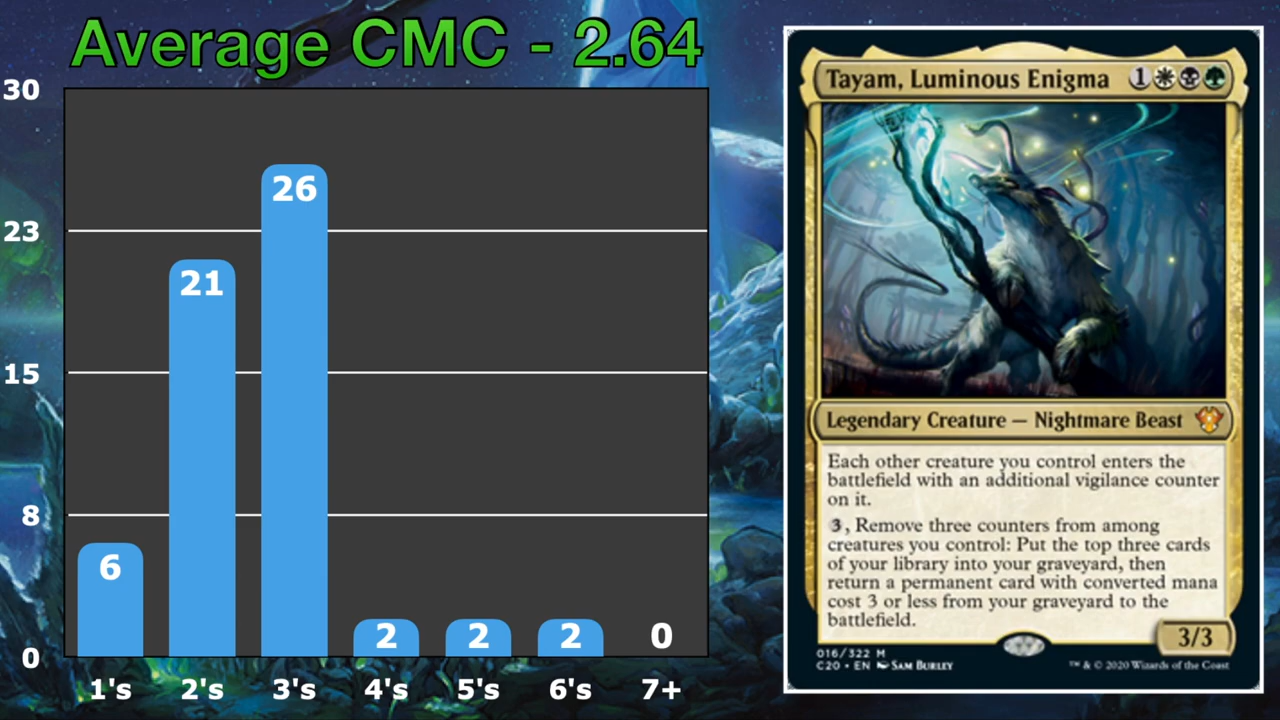 Average CMC - 2.64
30
23
15
8
0
6
21
26
2
2
2
0
1's
2's
3's
4's
5's
6's
7+
Tayam, Luminous Enigma 1
Legendary Creature — Nightmare Beast
Each other creature you control enters the
battlefield with an additional vigilance counter
on it.
3, Remove three counters from among
creatures you control: Put the top three cards
of your library into your graveyard, then
return a permanent card with converted mana
cost 3 or less from your graveyard to the
battlefield.
3/3
016/322 M
C20 • EN SAM BURLEY
™ & © 2020 Wizards of the Coast